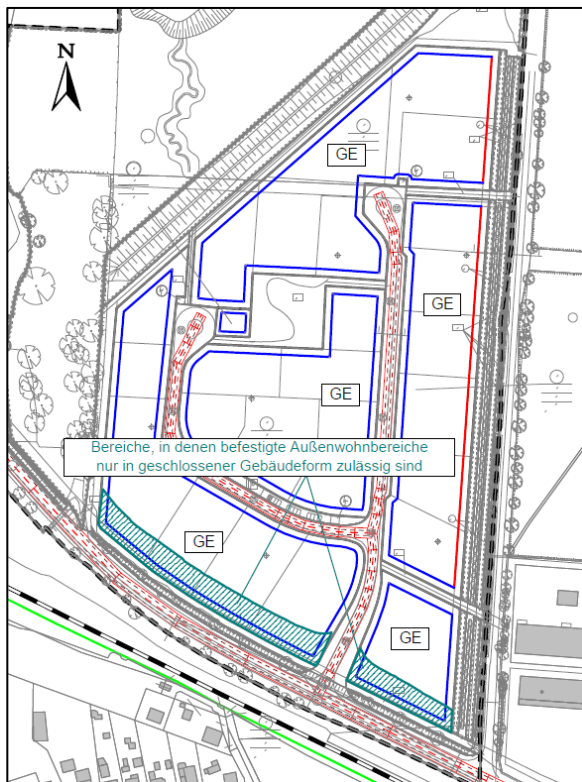 N
GE
GE
GE
Bereiche, in denen befestigte Außenwohnbereiche
nur in geschlossener Gebäudeform zulässig sind
GE
GE